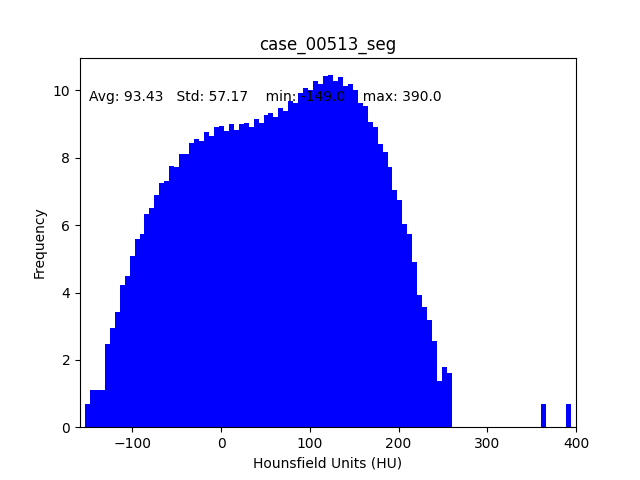 case_00513_seg
Avg: 93.43 Std: 57.17 min: -149.0 max: 390.0
10
8
6
4
2
0
Frequency
−100 0 100 200 300 400
Hounsfield Units (HU)